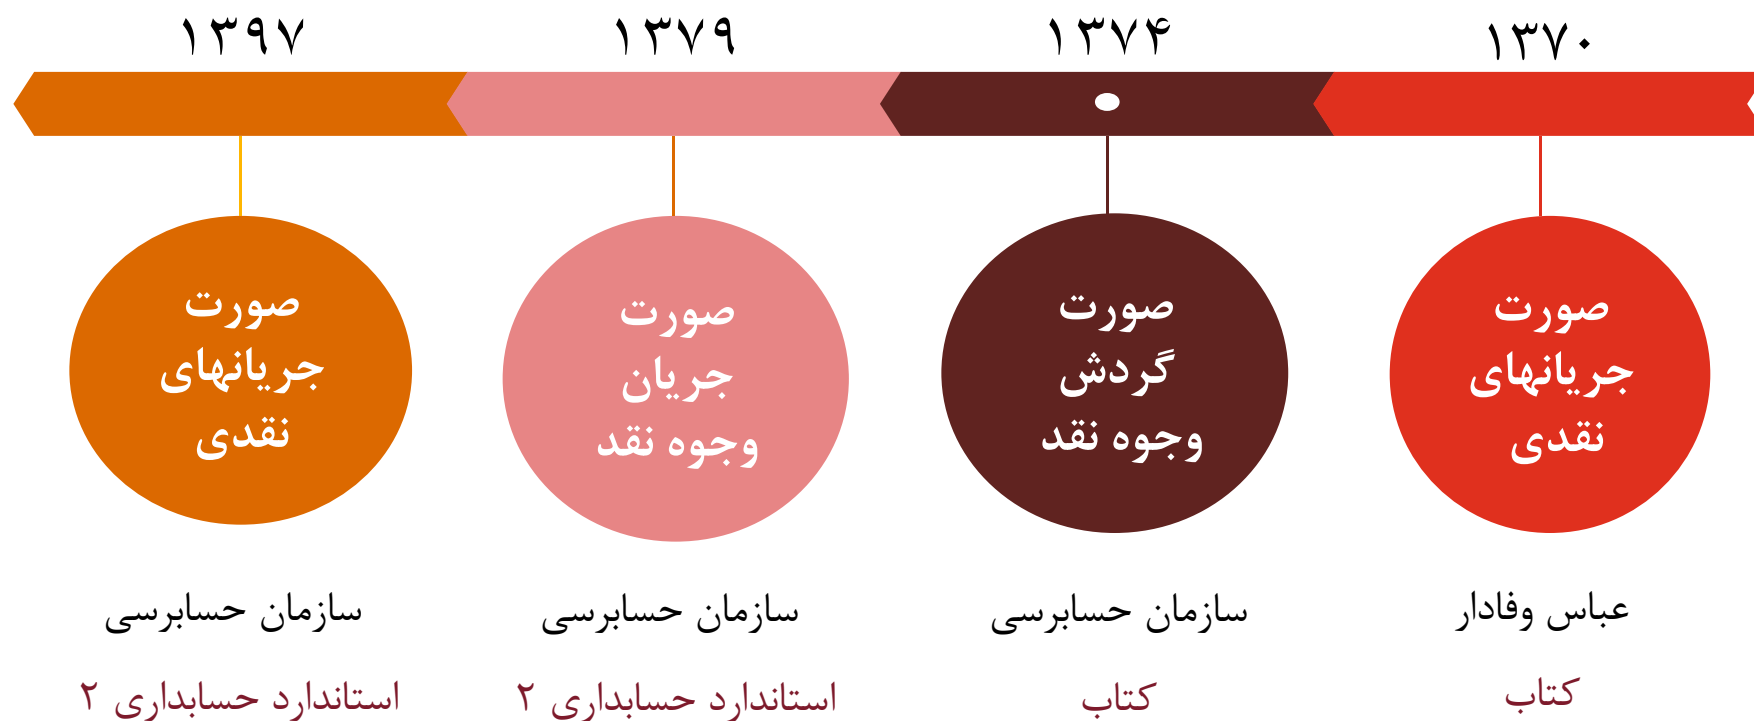 ۱۳۷۰
صورت
جریانهای
نقدی
عباس وفادار
کتاب
۱۳۷۴
صورت
گردش
وجوه نقد
سازمان حسابرسی
کتاب
۱۳۷۹
صورت
جریان
وجوه نقد
سازمان حسابرسی
استاندارد حسابداری ۲
۱۳۹۷
صورت
جریانهای
نقدی
سازمان حسابرسی
استاندارد حسابداری ۲